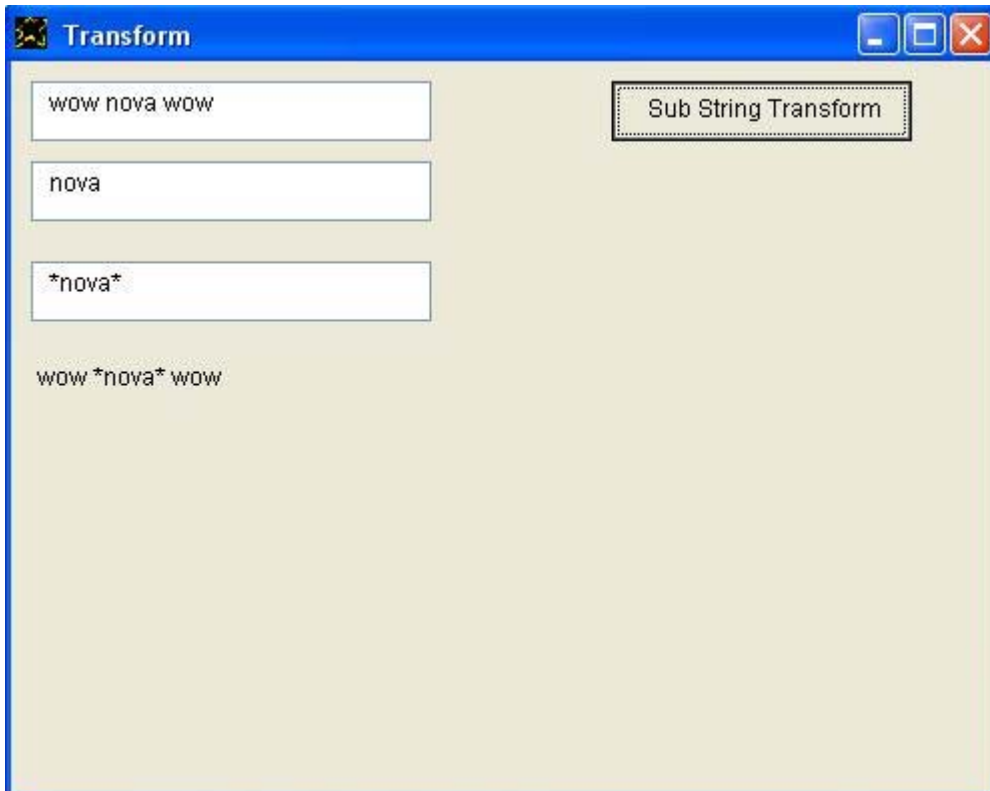 Transform
wow nova wow
Sub String Transform
nova
*nova*
wow *nova* wow